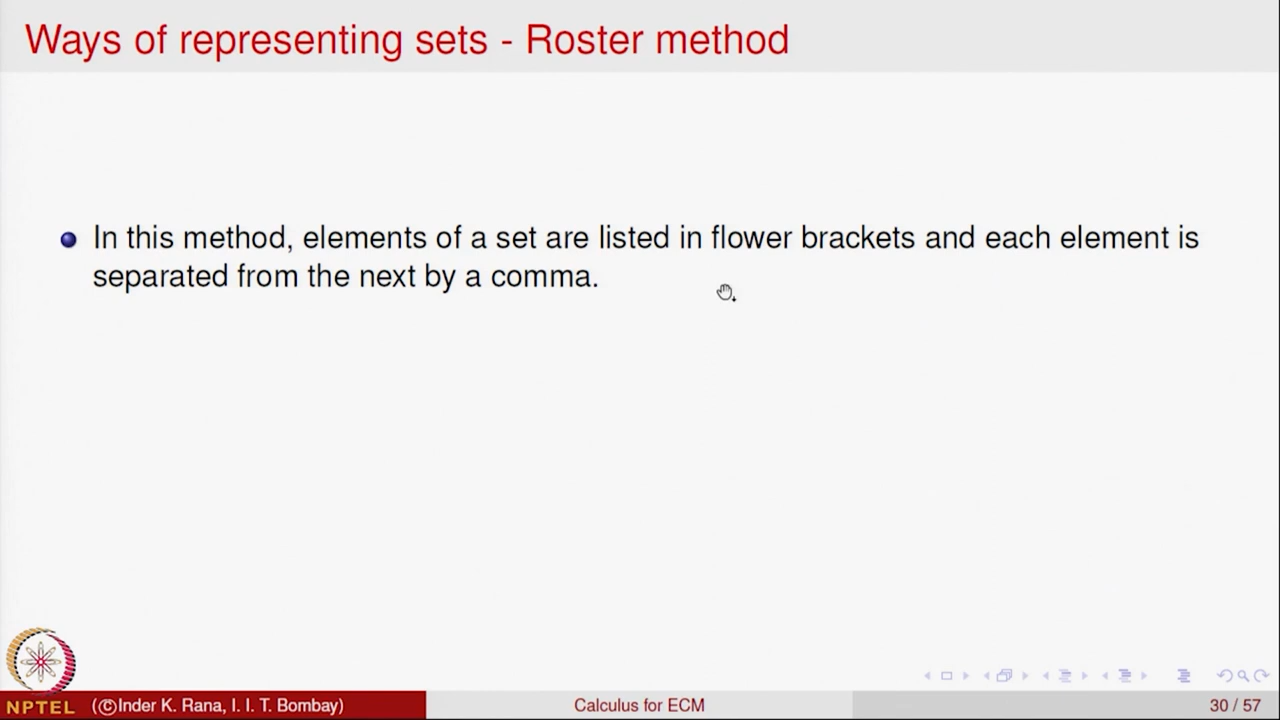 Ways of representing sets - Roster method
In this method, elements of a set are listed in flower brackets and each element is
separated from the next by a comma.
NPTEL
(©Inder K. Rana, I. I. T. Bombay)
Calculus for ECM
30 / 57